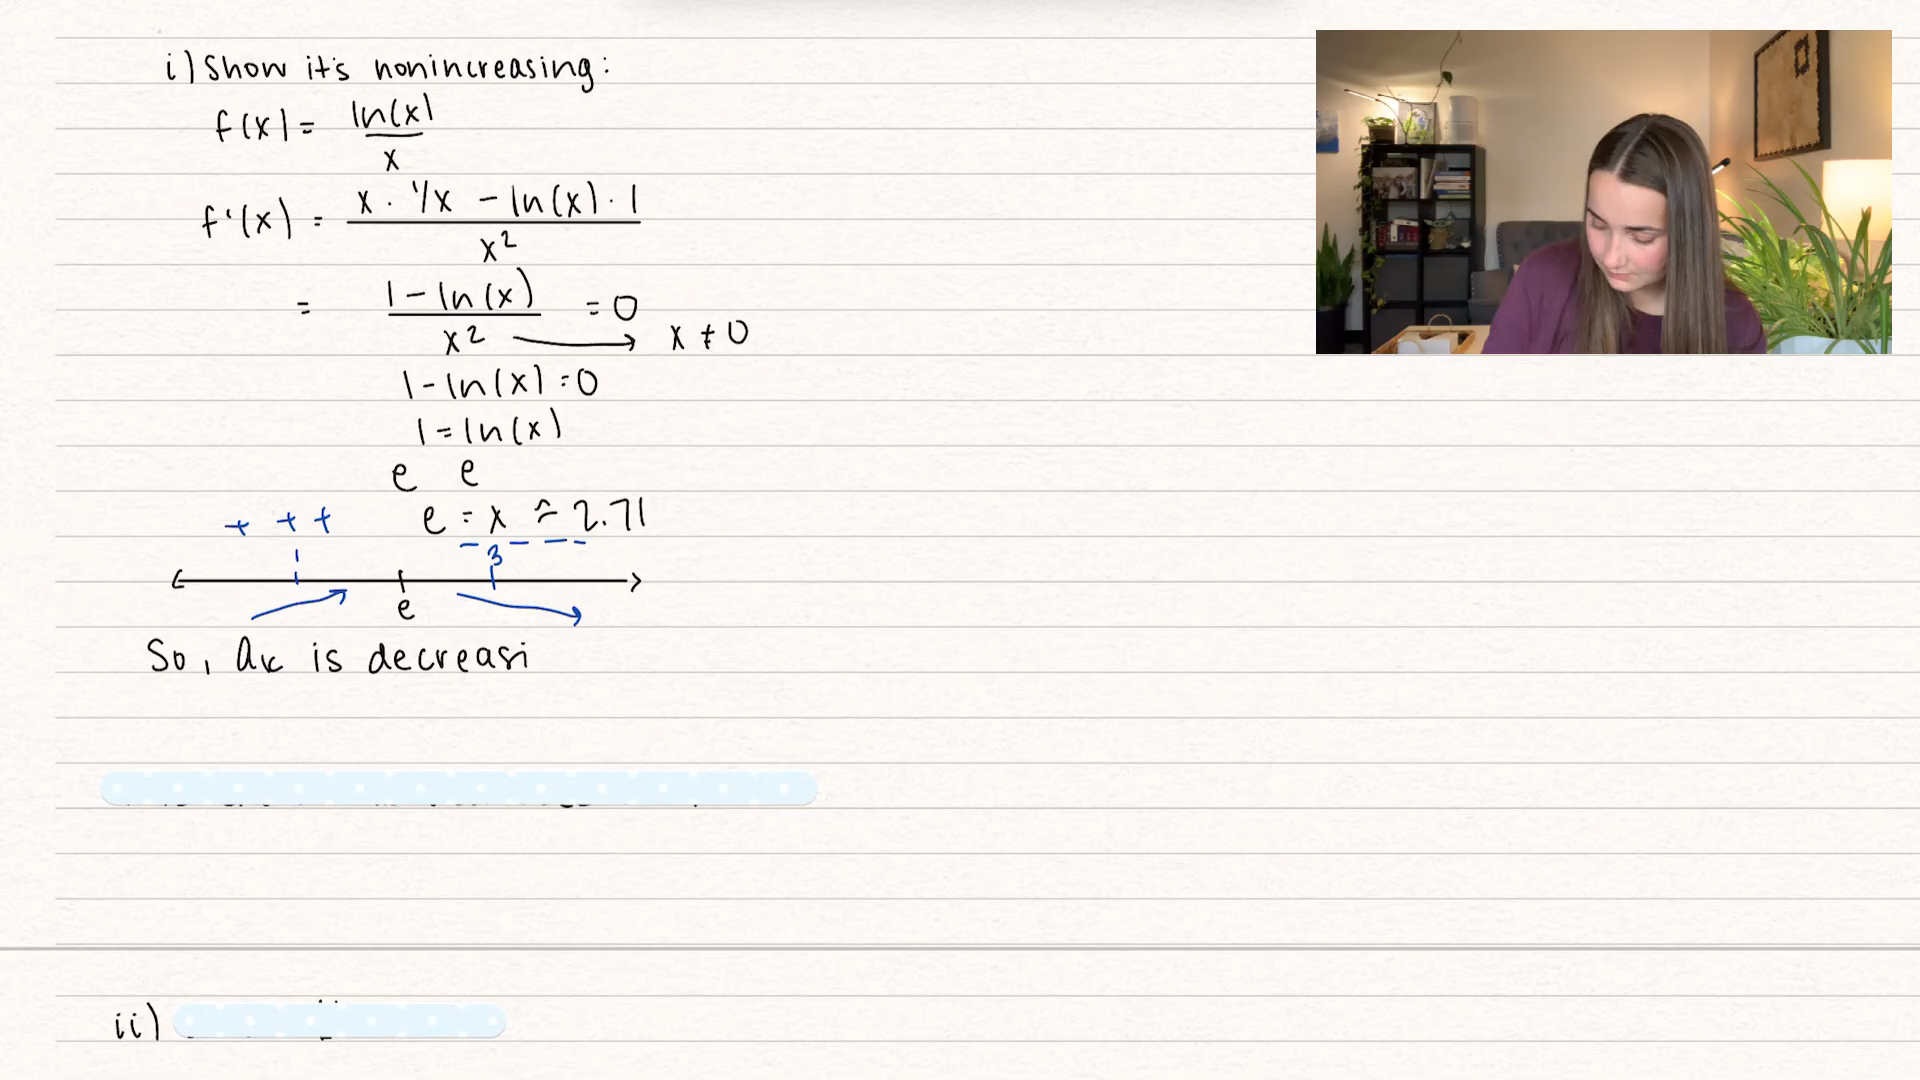 i) Show it's nonincreasing:
f(x) = ln(x)
x
f'(x) = x · 1/x - ln(x) · 1
x²
= 1 - ln(x) = 0
x² → x ≠ 0
1 - ln(x) = 0
1 = ln(x)
e e
+ + + e = x ≈ 2.71
- - - -
1 3
e
So, aₖ is decreasi
ii)